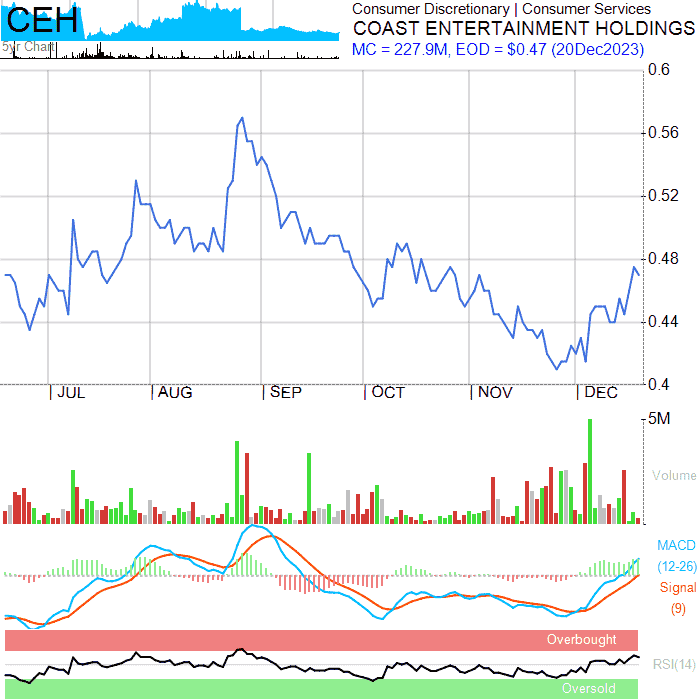 CEH
5yr Chart
Consumer Discretionary | Consumer Services
COAST ENTERTAINMENT HOLDINGS
MC = 227.9M, EOD = $0.47 (20Dec2023)
0.6
0.56
0.52
0.48
0.44
0.4
JUL
AUG
SEP
OCT
NOV
DEC
5M
Volume
MACD
(12-26)
Signal
(9)
Overbought
RSI(14)
Oversold